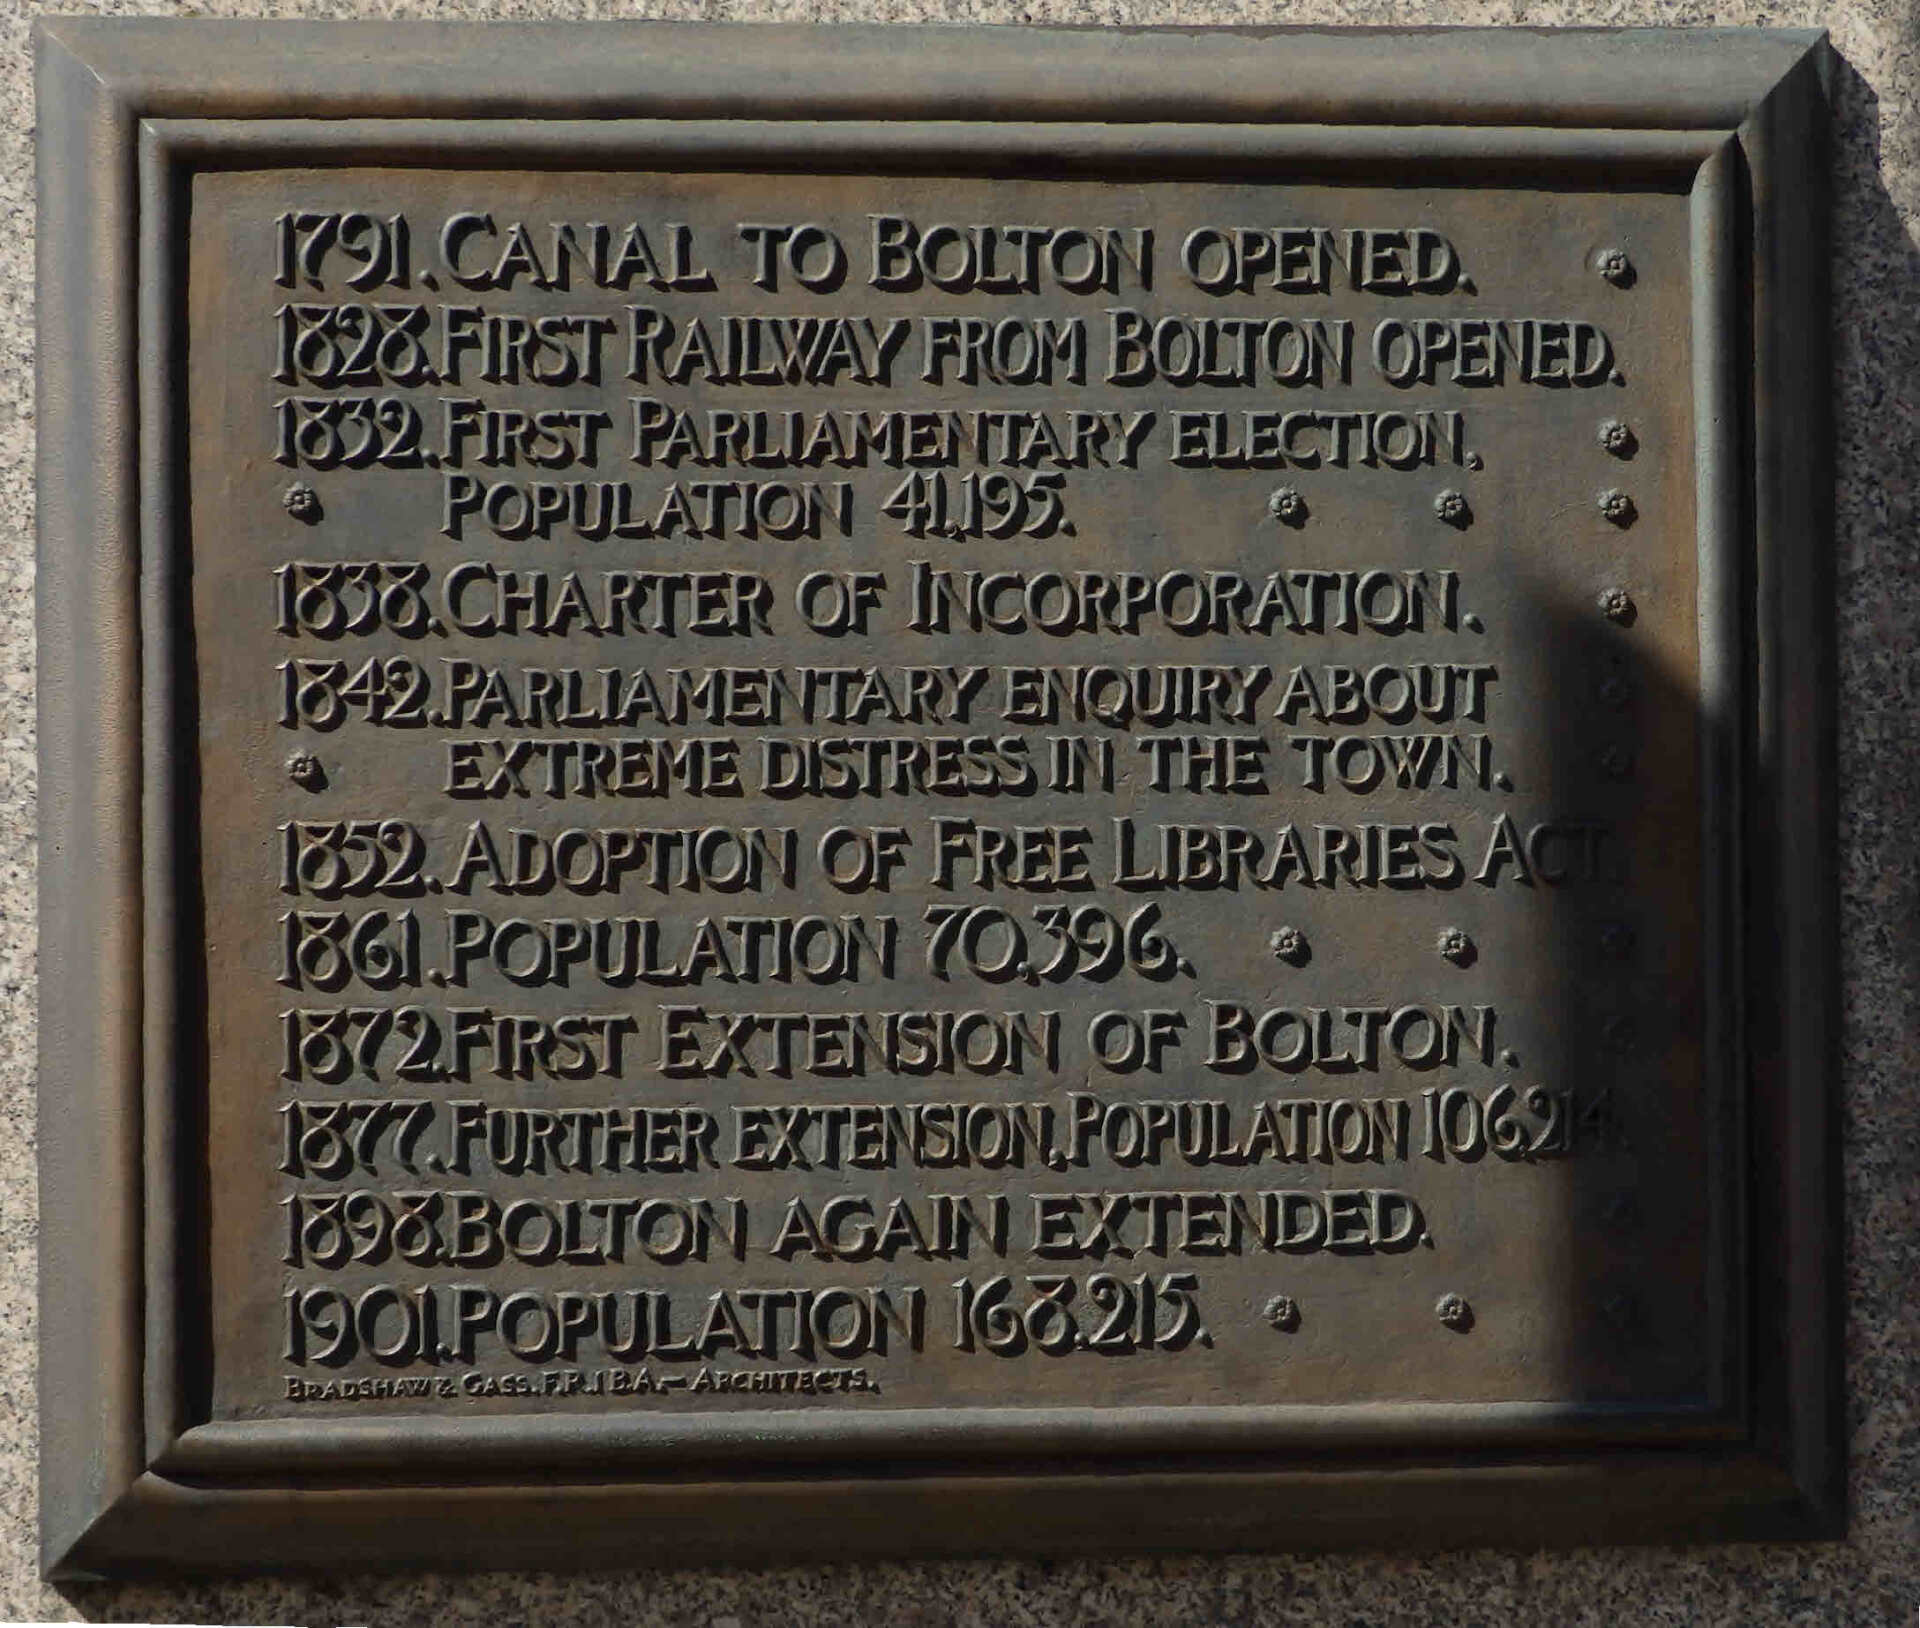 1791. CANAL TO BOLTON OPENED.
1828. FIRST RAILWAY FROM BOLTON OPENED.
1832. FIRST PARLIAMENTARY ELECTION,
POPULATION 41,195.
1838. CHARTER OF INCORPORATION.
1842. PARLIAMENTARY ENQUIRY ABOUT
EXTREME DISTRESS IN THE TOWN.
1852. ADOPTION OF FREE LIBRARIES ACT.
1861. POPULATION 70,396.
1872. FIRST EXTENSION OF BOLTON.
1877. FURTHER EXTENSION, POPULATION 106,214.
1898. BOLTON AGAIN EXTENDED.
1901. POPULATION 168,215.
BRADSHAW & GASS. F.R.I.B.A.— ARCHITECTS.